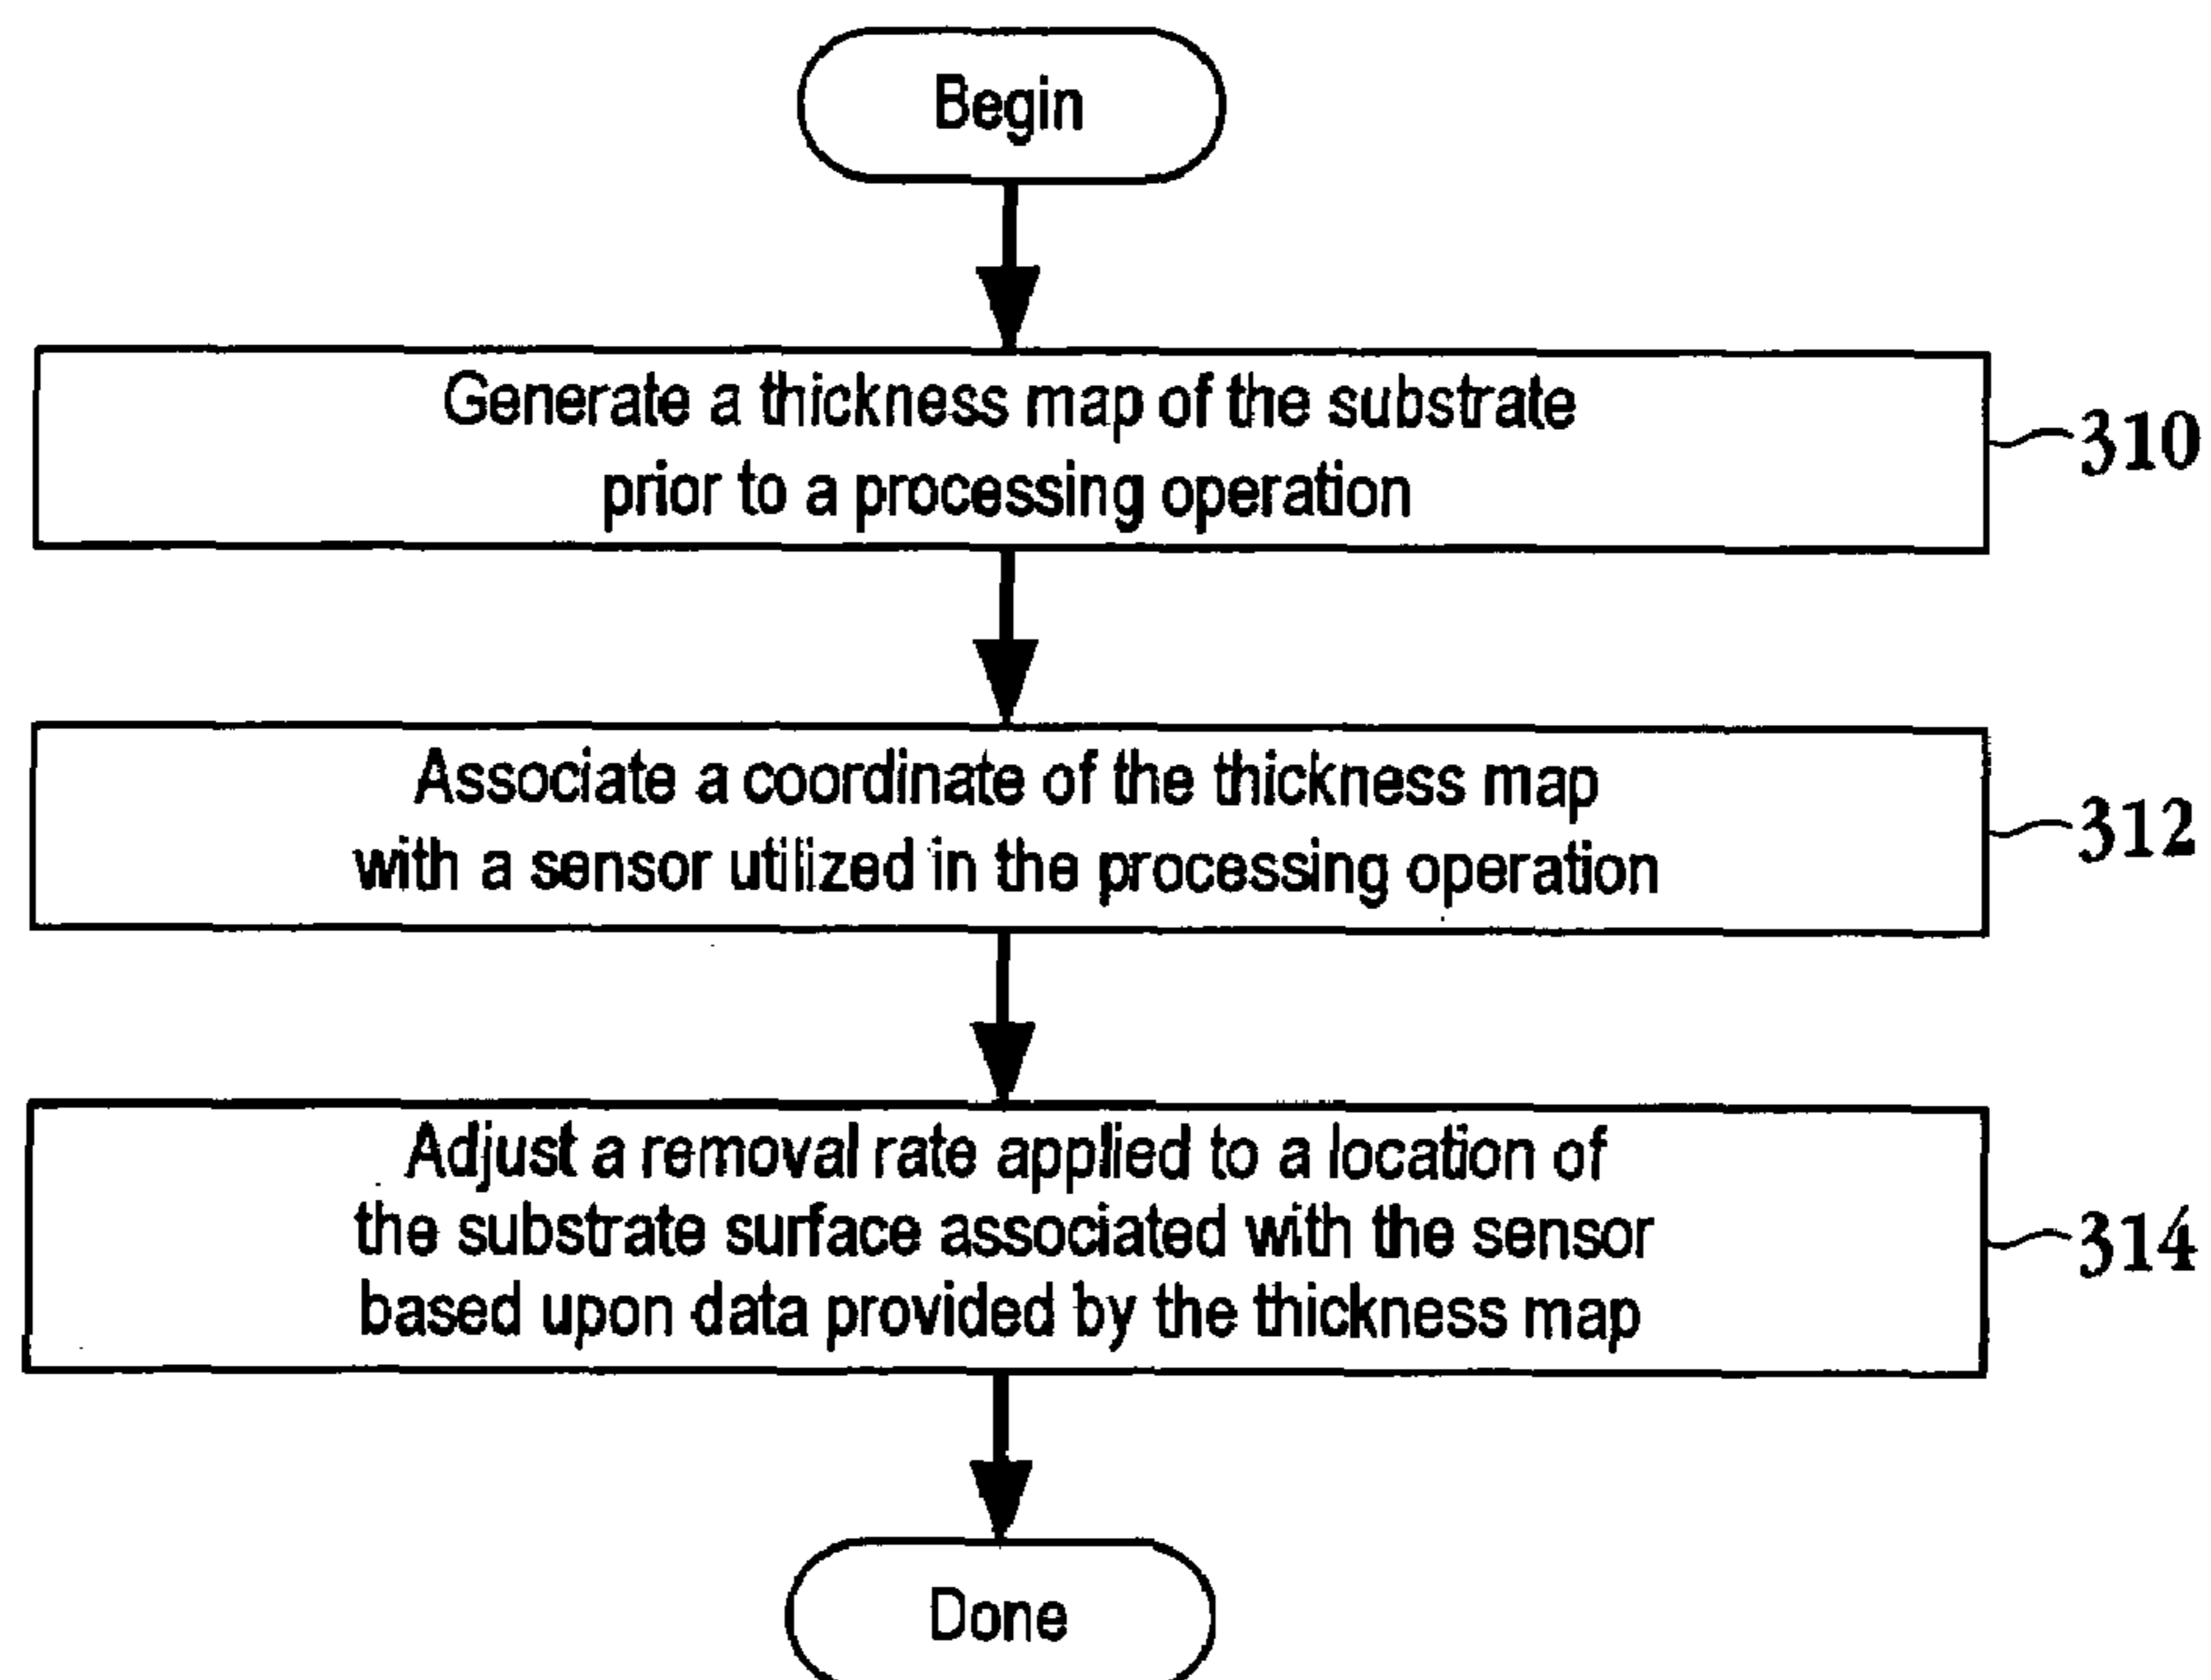 Begin
Generate a thickness map of the substrate
prior to a processing operation
310
Associate a coordinate of the thickness map
with a sensor utilized in the processing operation
312
Adjust a removal rate applied to a location of
the substrate surface associated with the sensor
based upon data provided by the thickness map
314
Done